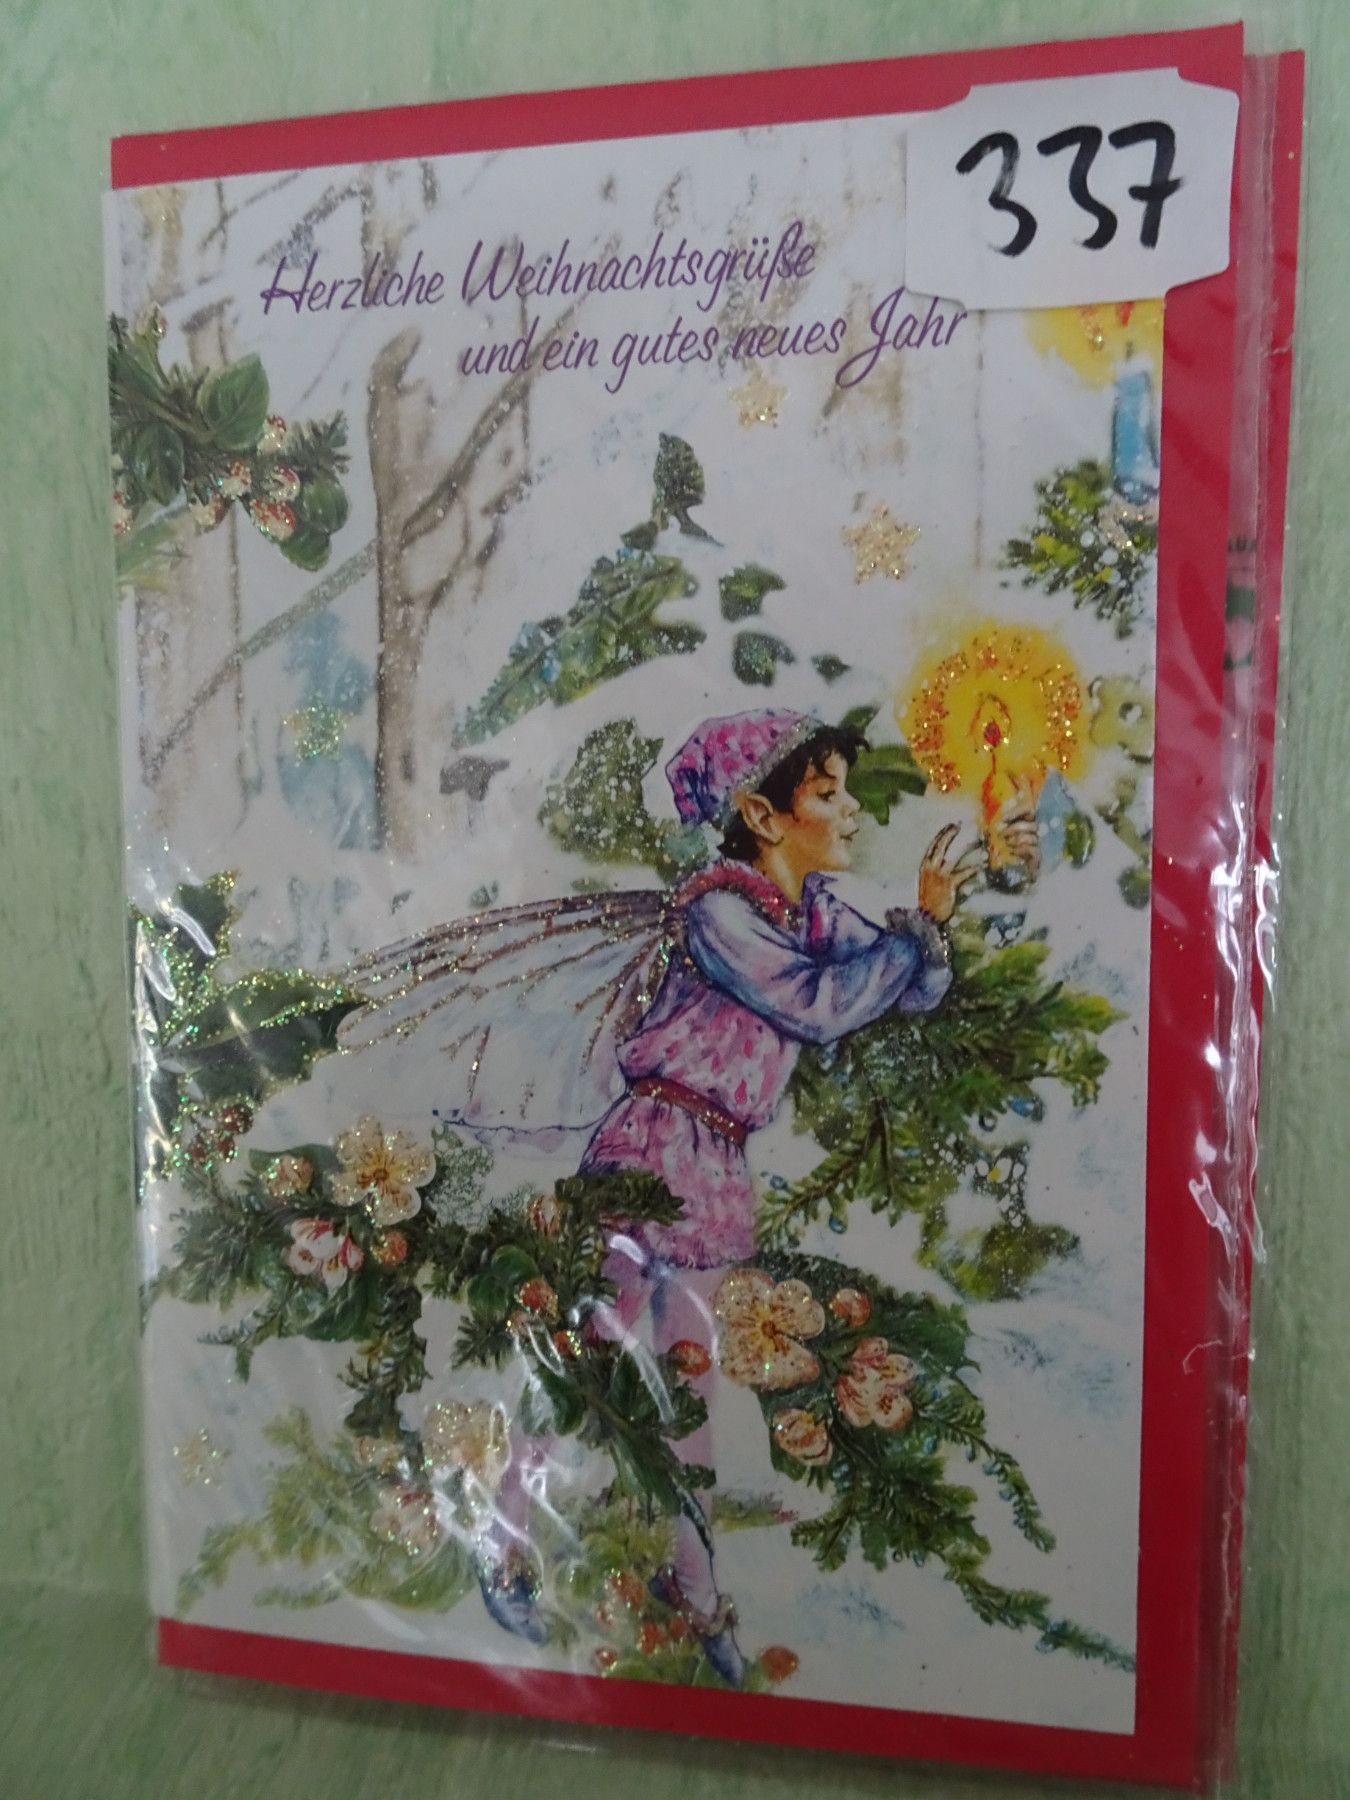 337
Herzliche Weihnachtsgrüße
und ein gutes neues Jahr